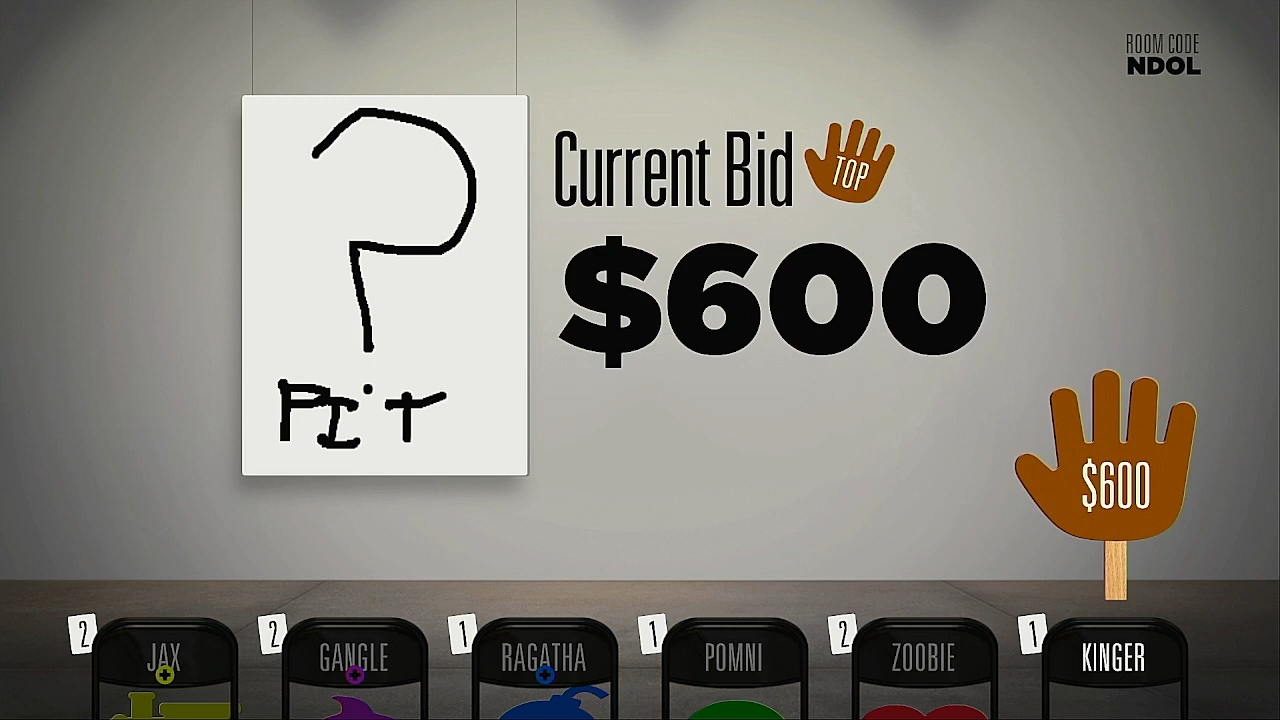 ROOM CODE
NDOL
?
PIT
Current Bid
TOP
$600
$600
2 JAX
2 GANGLE
1 RAGATHA
1 POMNI
2 ZOOBIE
1 KINGER